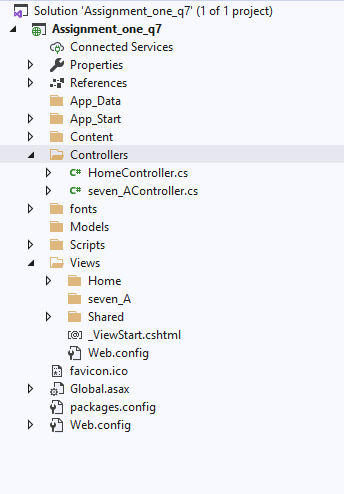 Solution 'Assignment_one_q7' (1 of 1 project)
Assignment_one_q7
Connected Services
Properties
References
App_Data
App_Start
Content
Controllers
C# HomeController.cs
C# seven_AController.cs
fonts
Models
Scripts
Views
Home
seven_A
Shared
[@] _ViewStart.cshtml
Web.config
favicon.ico
Global.asax
packages.config
Web.config